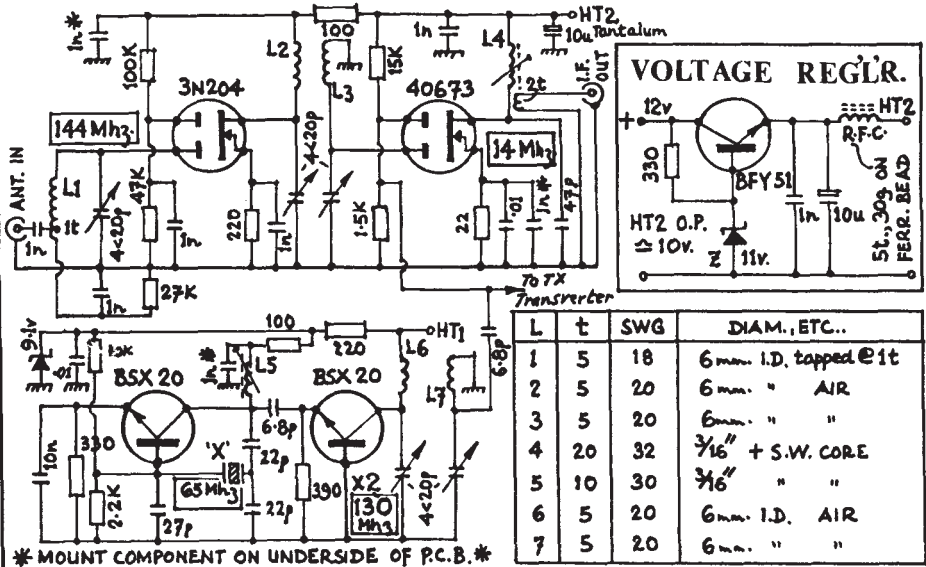 1n*
100K
L2
100
L3
15K
1n
L4
HT2
10u Tantalum
I.F. OUT
2t
3N204
40673
144 Mhz
14 Mhz
ANT. IN
1n
L1
1t
4<20p
47K
1n
1n
27K
220
1n
4<20p
1.5K
22
.01
1n*
47p
To TX
Transverter
VOLTAGE REG'L'R.
+ 12v
HT2
R.F.C.
330
BFY51
1n
10u
5t., 30g ON
FERR. BEAD
HT2 O.P.
≃ 10v.
Z
11v.
9.1v
.01
1.5K
1n*
L5
100
220
L6
HT1
L7
6.8p
BSX 20
BSX 20
10n
330
2.2K
27p
'X'
65Mhz
6.8p
22p
22p
390
X2
130
Mhz
4<20p
* MOUNT COMPONENT ON UNDERSIDE OF P.C.B. *
L t SWG DIAM., ETC..
1 5 18 6mm. I.D. tapped @ 1t
2 5 20 6mm. " AIR
3 5 20 6mm. " "
4 20 32 3/16" + S.W. CORE
5 10 30 3/16" " "
6 5 20 6mm. I.D. AIR
7 5 20 6mm. " "